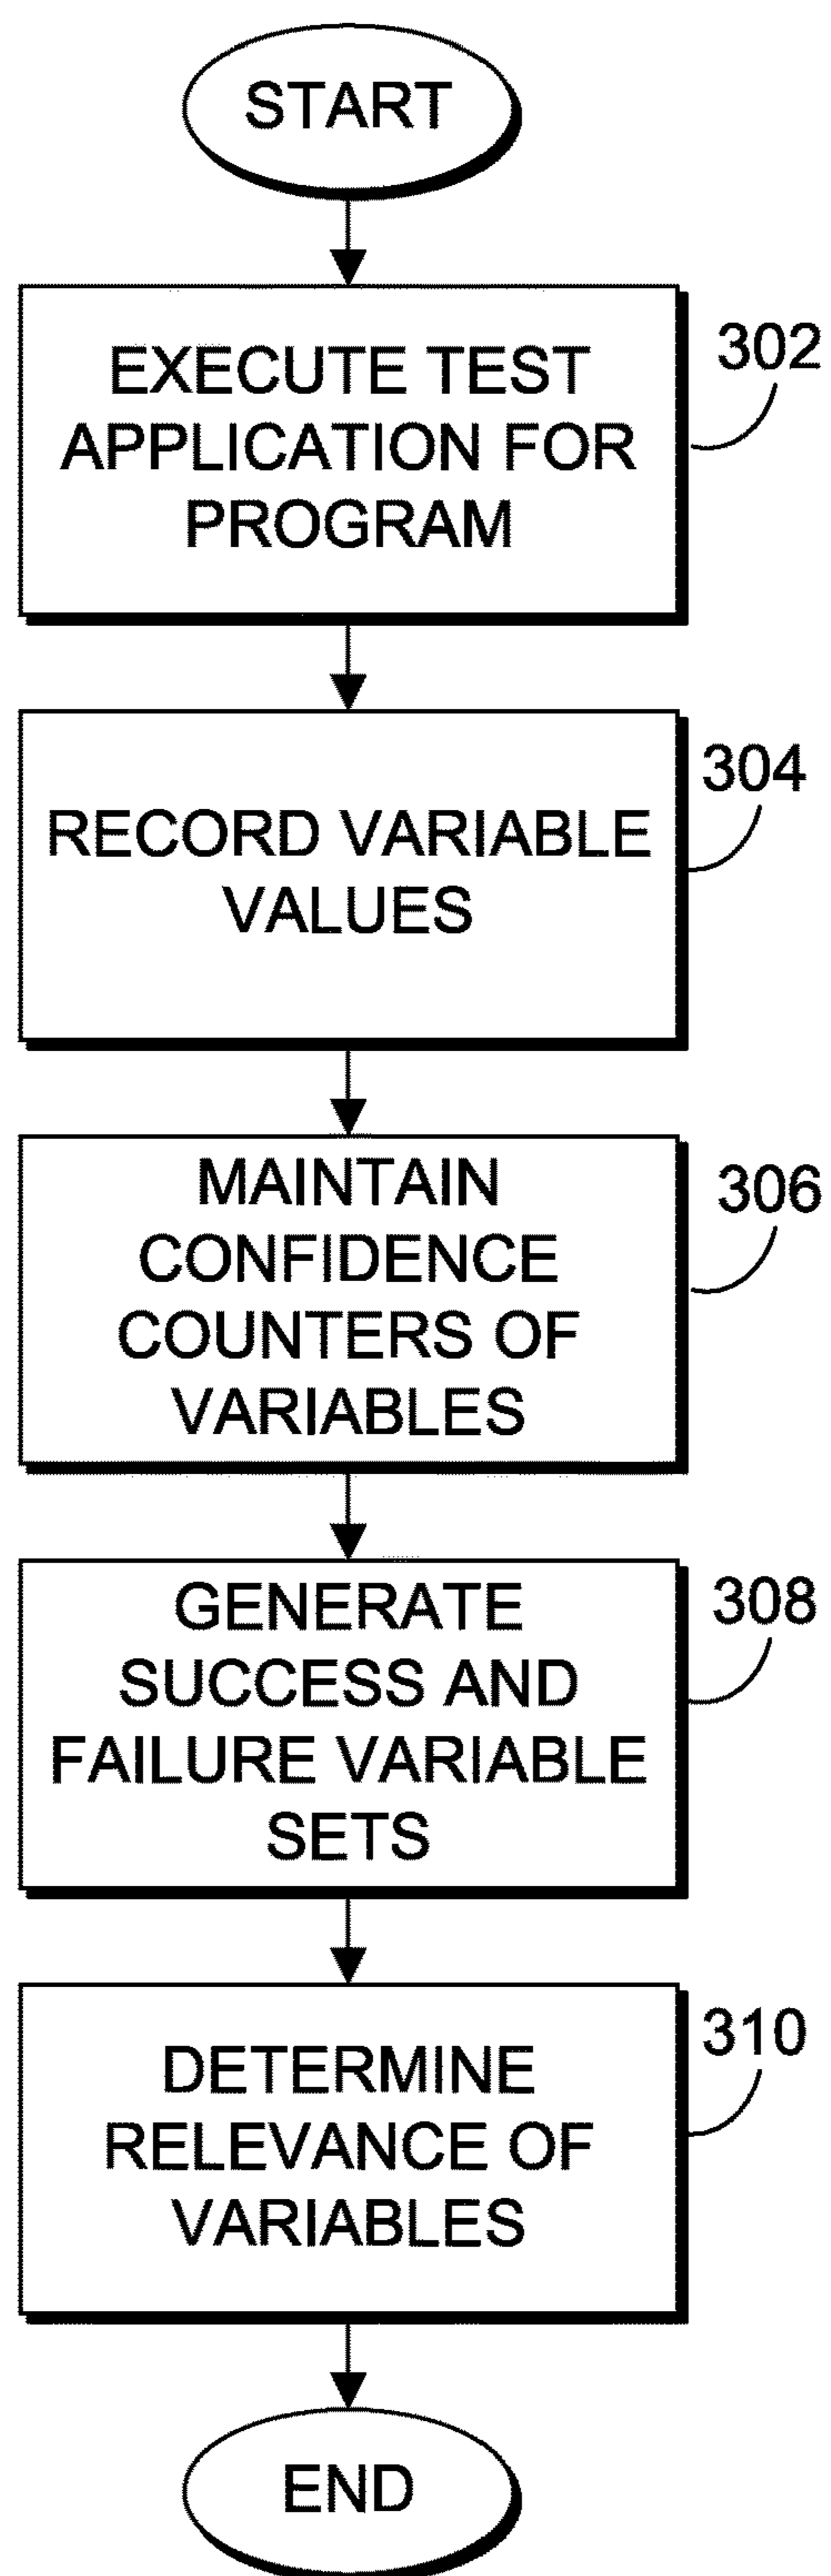 START
EXECUTE TEST
APPLICATION FOR
PROGRAM
302
RECORD VARIABLE
VALUES
304
MAINTAIN
CONFIDENCE
COUNTERS OF
VARIABLES
306
GENERATE
SUCCESS AND
FAILURE VARIABLE
SETS
308
DETERMINE
RELEVANCE OF
VARIABLES
310
END